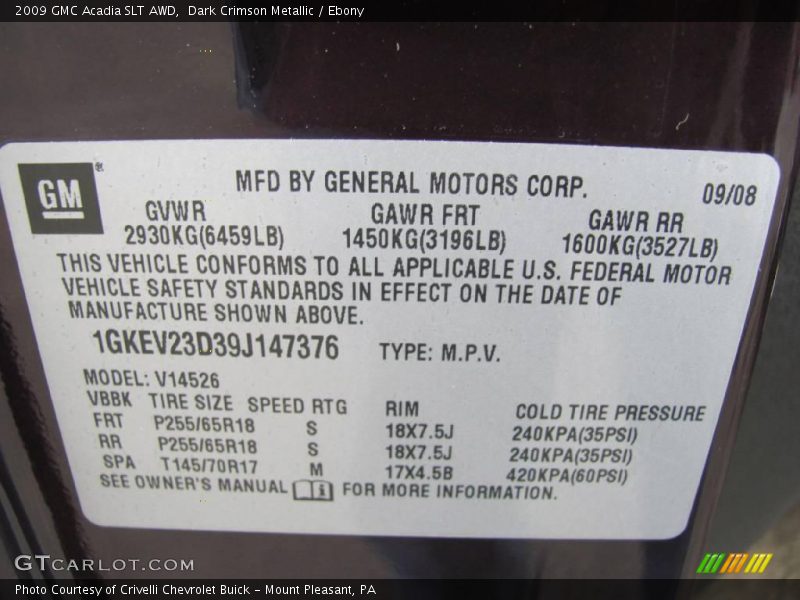 2009 GMC Acadia SLT AWD, Dark Crimson Metallic / Ebony
GM®
MFD BY GENERAL MOTORS CORP. 09/08
GVWR GAWR FRT GAWR RR
2930KG(6459LB) 1450KG(3196LB) 1600KG(3527LB)
THIS VEHICLE CONFORMS TO ALL APPLICABLE U.S. FEDERAL MOTOR
VEHICLE SAFETY STANDARDS IN EFFECT ON THE DATE OF
MANUFACTURE SHOWN ABOVE.
1GKEV23D39J147376 TYPE: M.P.V.
MODEL: V14526
VBBK TIRE SIZE SPEED RTG RIM COLD TIRE PRESSURE
FRT P255/65R18 S 18X7.5J 240KPA(35PSI)
RR P255/65R18 S 18X7.5J 240KPA(35PSI)
SPA T145/70R17 M 17X4.5B 420KPA(60PSI)
SEE OWNER'S MANUAL i FOR MORE INFORMATION.
GTCARLOT.COM
Photo Courtesy of Crivelli Chevrolet Buick - Mount Pleasant, PA